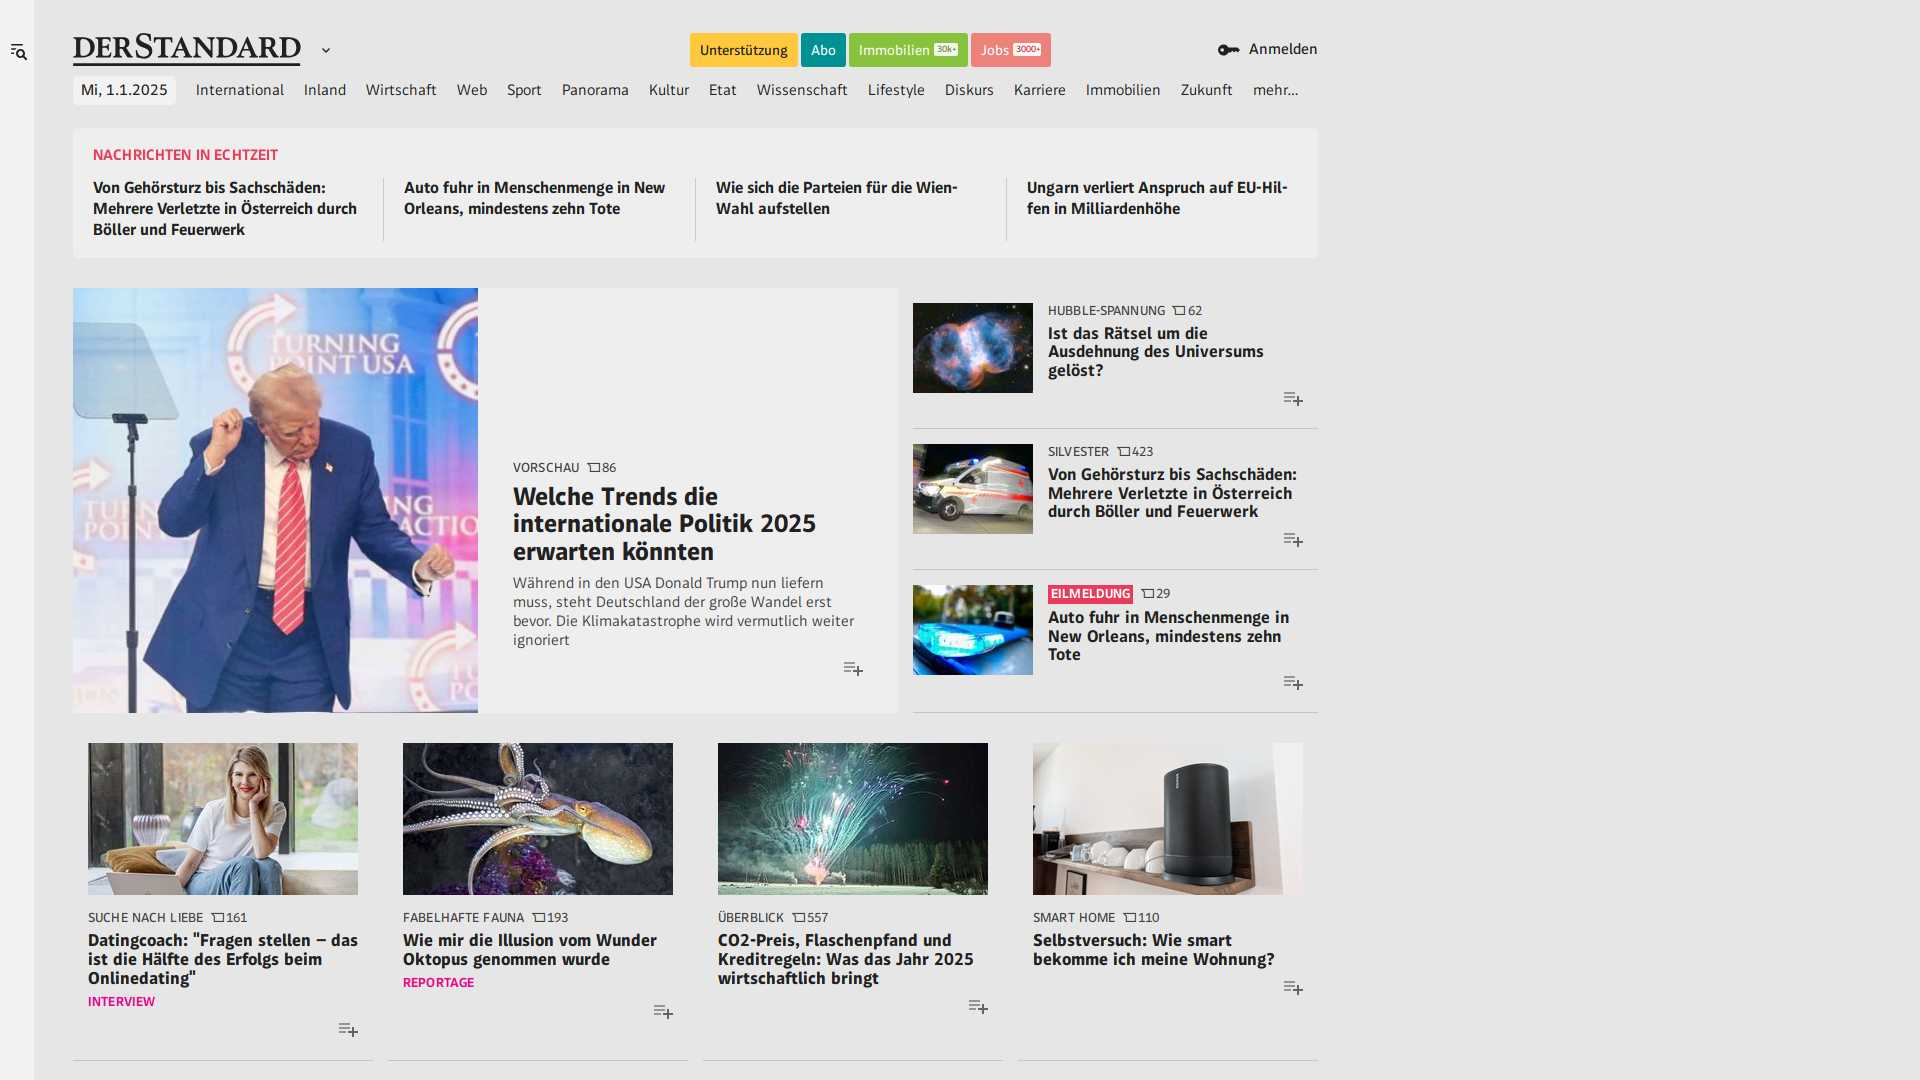 DERSTANDARD
Unterstützung
Abo
Immobilien 30k+
Jobs 3000+
Anmelden
Mi, 1.1.2025
International
Inland
Wirtschaft
Web
Sport
Panorama
Kultur
Etat
Wissenschaft
Lifestyle
Diskurs
Karriere
Immobilien
Zukunft
mehr...
NACHRICHTEN IN ECHTZEIT
Von Gehörsturz bis Sachschäden:
Mehrere Verletzte in Österreich durch
Böller und Feuerwerk
Auto fuhr in Menschenmenge in New
Orleans, mindestens zehn Tote
Wie sich die Parteien für die Wien-
Wahl aufstellen
Ungarn verliert Anspruch auf EU-Hil-
fen in Milliardenhöhe
TURNING
POINT USA
TURN
POIN
NG
ACTIO
VORSCHAU 86
Welche Trends die
internationale Politik 2025
erwarten könnten
Während in den USA Donald Trump nun liefern
muss, steht Deutschland der große Wandel erst
bevor. Die Klimakatastrophe wird vermutlich weiter
ignoriert
HUBBLE-SPANNUNG 62
Ist das Rätsel um die
Ausdehnung des Universums
gelöst?
SILVESTER 423
Von Gehörsturz bis Sachschäden:
Mehrere Verletzte in Österreich
durch Böller und Feuerwerk
EILMELDUNG 29
Auto fuhr in Menschenmenge in
New Orleans, mindestens zehn
Tote
SUCHE NACH LIEBE 161
Datingcoach: "Fragen stellen – das
ist die Hälfte des Erfolgs beim
Onlinedating"
INTERVIEW
FABELHAFTE FAUNA 193
Wie mir die Illusion vom Wunder
Oktopus genommen wurde
REPORTAGE
ÜBERBLICK 557
CO2-Preis, Flaschenpfand und
Kreditregeln: Was das Jahr 2025
wirtschaftlich bringt
SMART HOME 110
Selbstversuch: Wie smart
bekomme ich meine Wohnung?